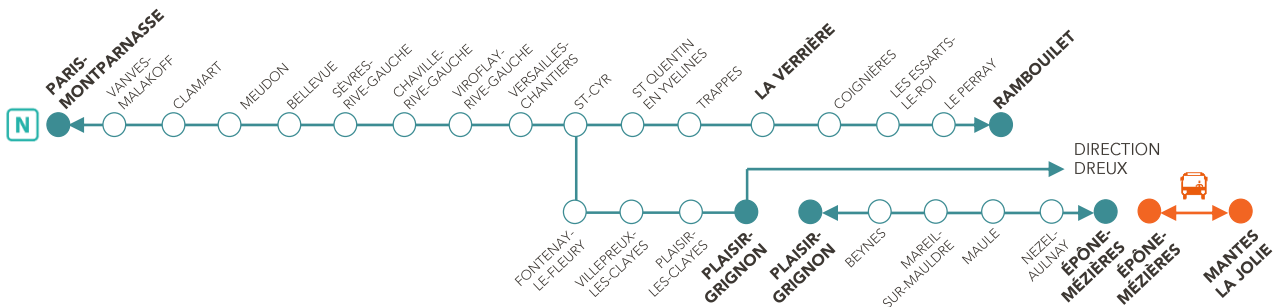 N
PARIS-
MONTPARNASSE
VANVES-
MALAKOFF
CLAMART
MEUDON
BELLEVUE
SÈVRES-
RIVE-GAUCHE
CHAVILLE-
RIVE-GAUCHE
VIROFLAY-
RIVE-GAUCHE
VERSAILLES-
CHANTIERS
ST-CYR
ST QUENTIN
EN YVELINES
TRAPPES
LA VERRIÈRE
COIGNIÈRES
LES ESSARTS-
LE-ROI
LE PERRAY
RAMBOUILET
DIRECTION
DREUX
FONTENAY-
LE-FLEURY
VILLEPREUX-
LES-CLAYES
PLAISIR-
LES-CLAYES
PLAISIR-
GRIGNON
PLAISIR-
GRIGNON
BEYNES
MAREIL-
SUR-MAULDRE
MAULE
NEZEL-
AULNAY
ÉPÔNE-
MÉZIÈRES
ÉPÔNE-
MÉZIÈRES
MANTES
LA JOLIE